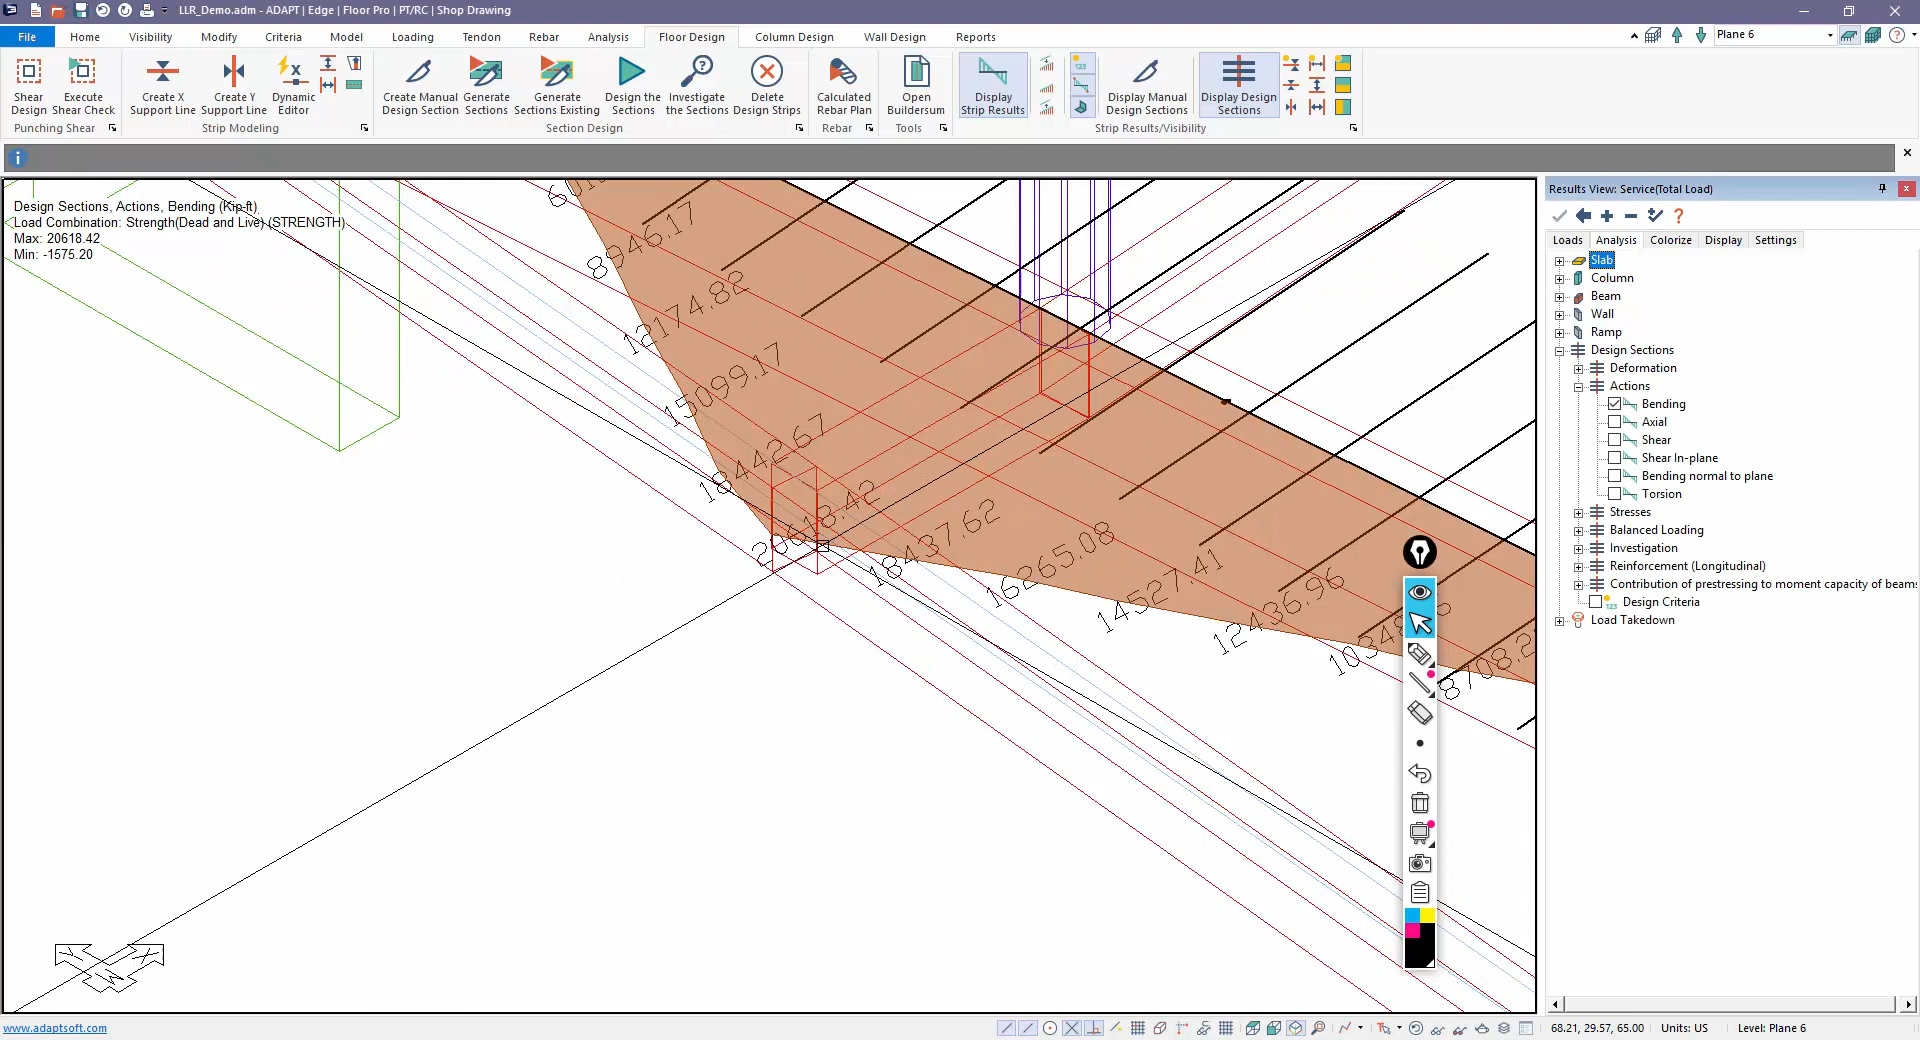 LLR_Demo.adm - ADAPT | Edge | Floor Pro | PT/RC | Shop Drawing
File Home Visibility Modify Criteria Model Loading Tendon Rebar Analysis Floor Design Column Design Wall Design Reports
Plane 6
Shear Design
Execute Shear Check
Create X Support Line
Create Y Support Line
Dynamic Editor
Create Manual Design Section
Generate Sections
Generate Sections Existing
Design the Sections
Investigate the Sections
Delete Design Strips
Calculated Rebar Plan
Open Buildersum
Display Strip Results
Display Manual Design Sections
Display Design Sections
Punching Shear
Strip Modeling
Section Design
Rebar
Tools
Strip Results/Visibility
Design Sections, Actions, Bending (Kip-ft)
Load Combination: Strength(Dead and Live) (STRENGTH)
Max: 20618.42
Min: -1575.20
8946.17
12174.82
15099.17
18442.67
20618.42
18437.62
16265.08
14527.41
12436.96
Results View: Service(Total Load)
Loads Analysis Colorize Display Settings
Slab
Column
Beam
Wall
Ramp
Design Sections
Deformation
Actions
Bending
Axial
Shear
Shear In-plane
Bending normal to plane
Torsion
Stresses
Balanced Loading
Investigation
Reinforcement (Longitudinal)
Contribution of prestressing to moment capacity of beam
Design Criteria
Load Takedown
www.adaptsoft.com
68.21, 29.57, 65.00 Units: US Level: Plane 6